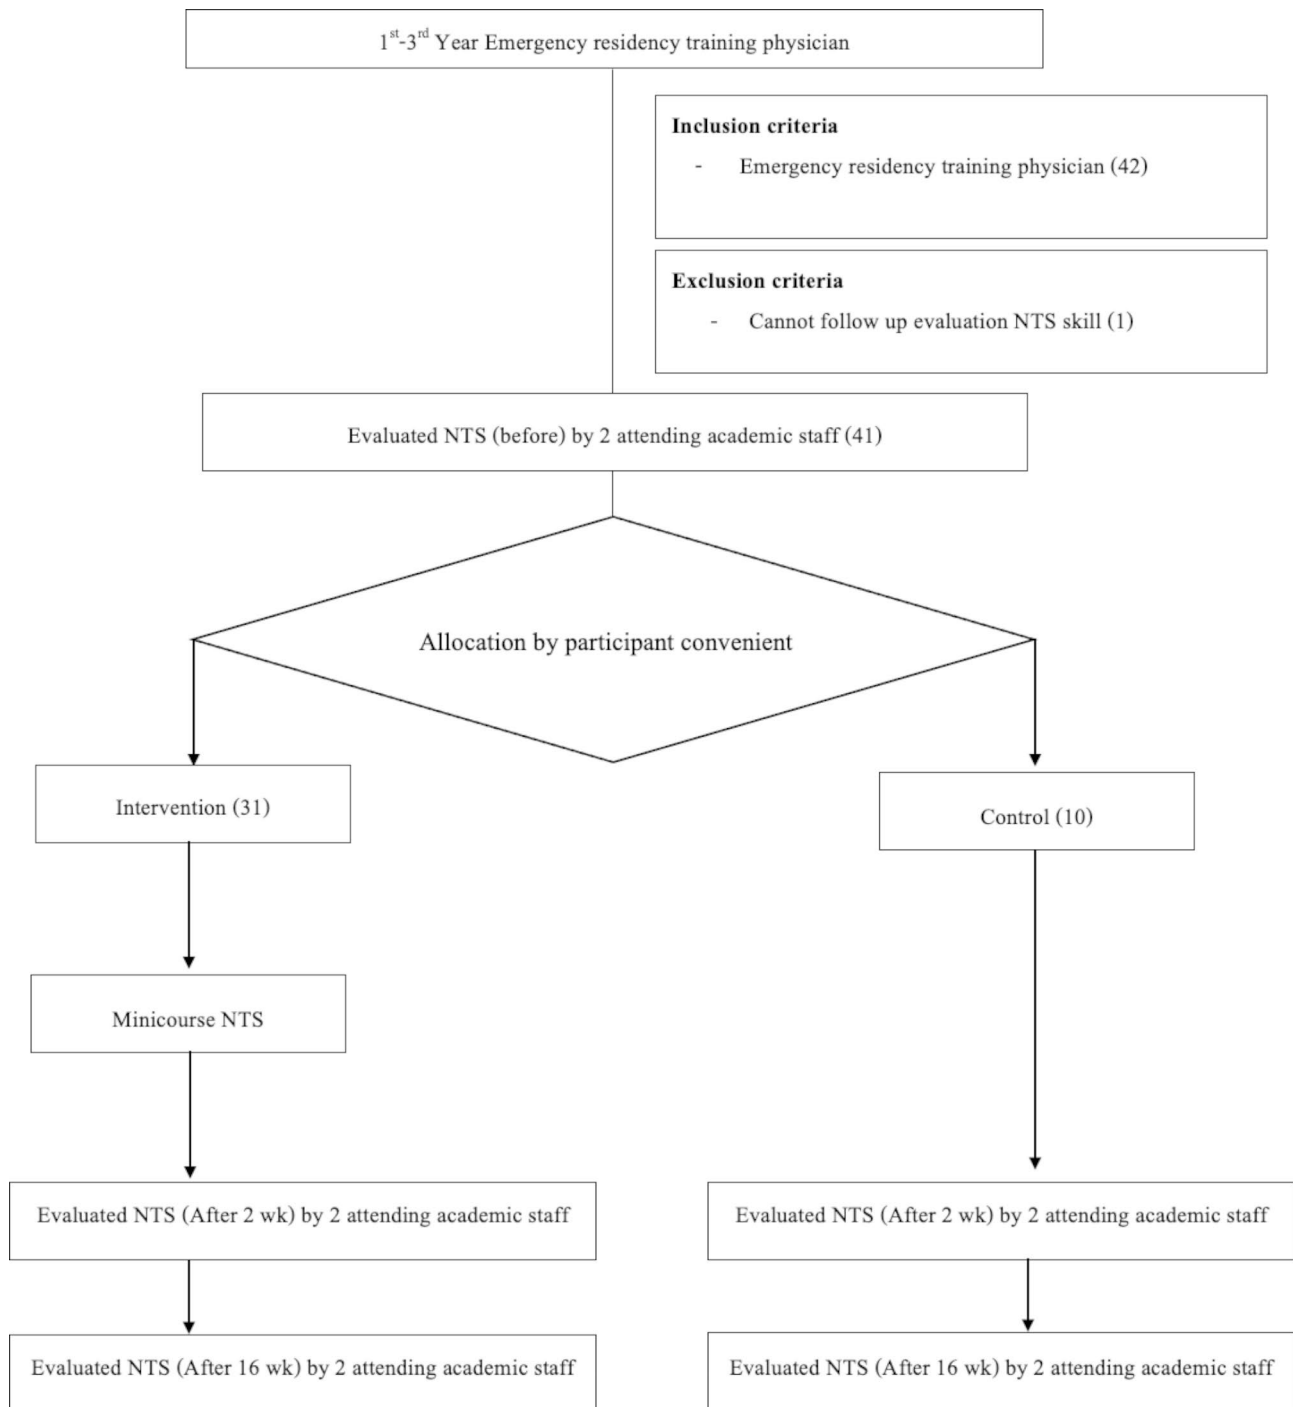 1st-3rd Year Emergency residency training physician
Inclusion criteria
- Emergency residency training physician (42)
Exclusion criteria
- Cannot follow up evaluation NTS skill (1)
Evaluated NTS (before) by 2 attending academic staff (41)
Allocation by participant convenient
Intervention (31)
Control (10)
Minicourse NTS
Evaluated NTS (After 2 wk) by 2 attending academic staff
Evaluated NTS (After 2 wk) by 2 attending academic staff
Evaluated NTS (After 16 wk) by 2 attending academic staff
Evaluated NTS (After 16 wk) by 2 attending academic staff